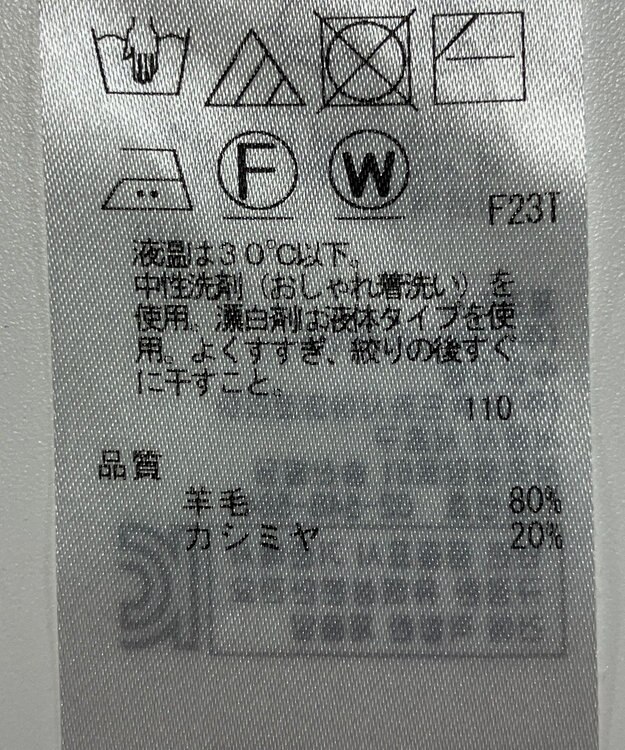 F W
F23T
液温は30℃以下。
中性洗剤（おしゃれ着洗い）を
使用。漂白剤は液体タイプを使
用。よくすすぎ、絞りの後すぐ
に干すこと。
110
品質
羊毛 80%
カシミヤ 20%